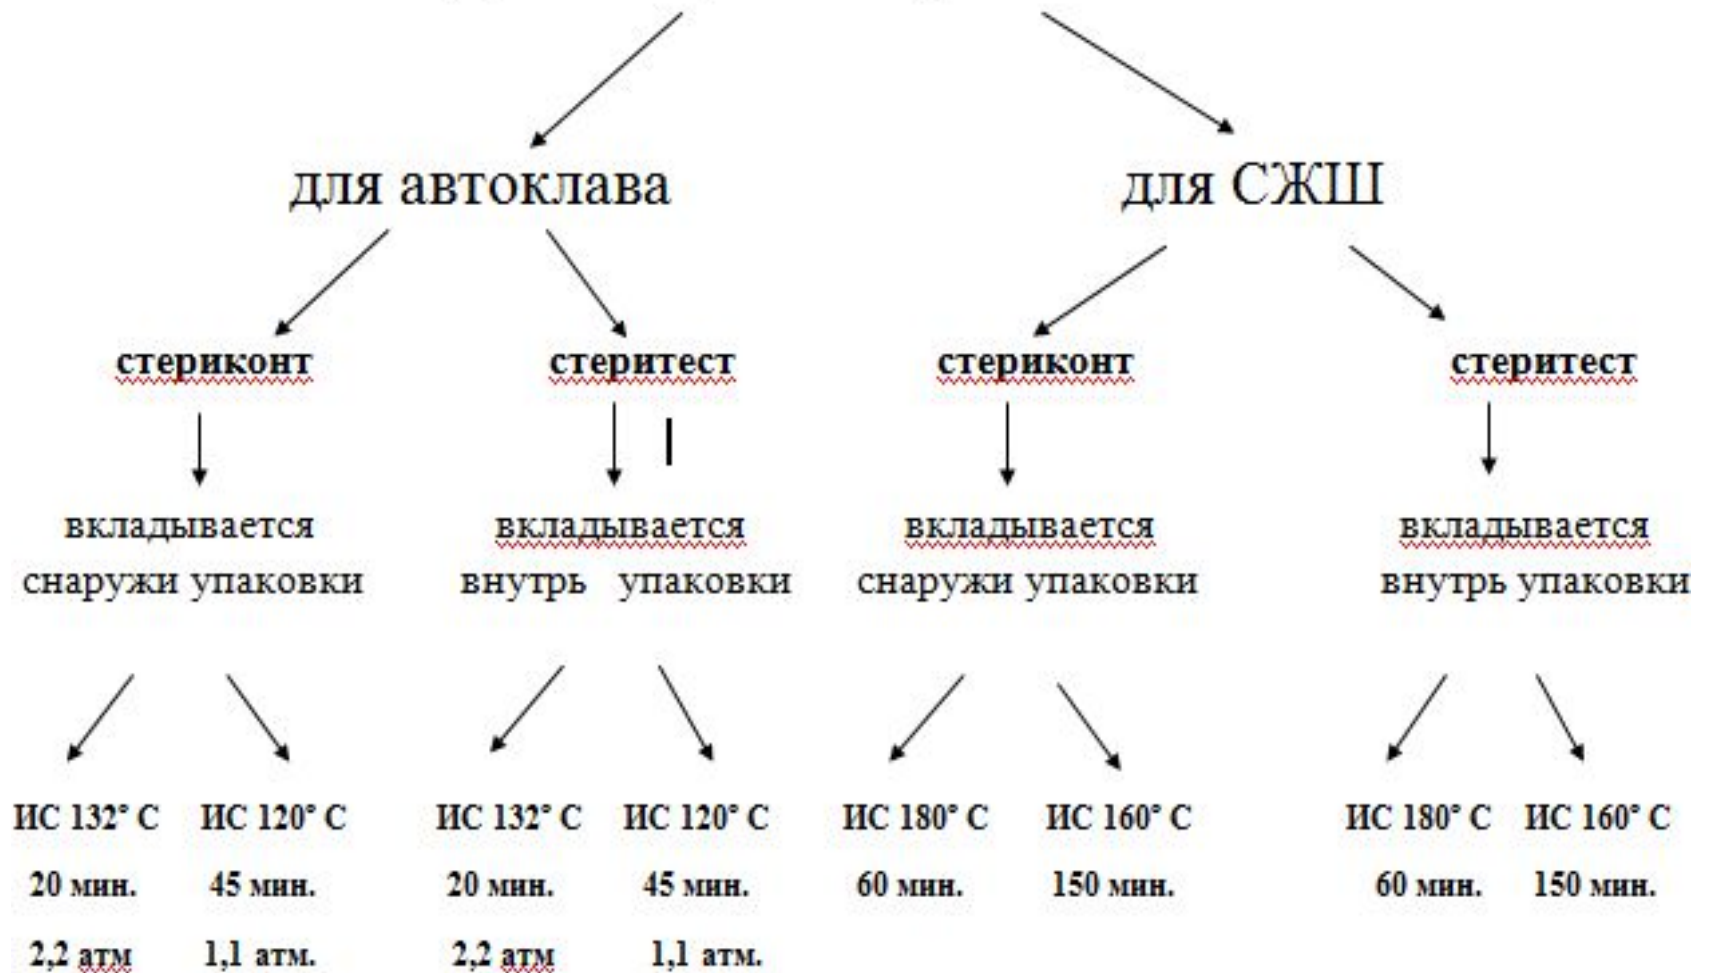 для автоклава для СЖШ
стериконт стеритест стериконт стеритест
вкладывается вкладывается вкладывается вкладывается
снаружи упаковки внутрь упаковки снаружи упаковки внутрь упаковки
ИС 132° С ИС 120° С ИС 132° С ИС 120° С ИС 180° С ИС 160° С ИС 180° С ИС 160° С
20 мин. 45 мин. 20 мин. 45 мин. 60 мин. 150 мин. 60 мин. 150 мин.
2,2 атм 1,1 атм. 2,2 атм 1,1 атм.